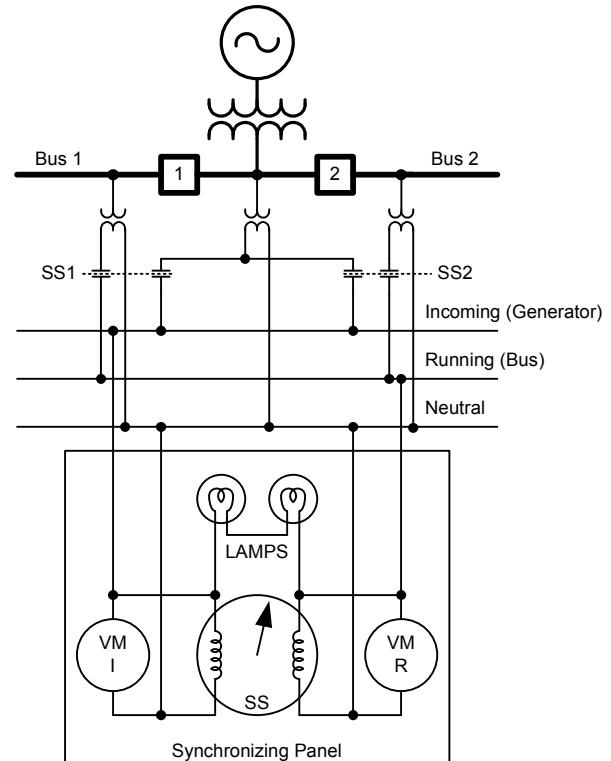 Bus 1
1
2
Bus 2
SS1
SS2
Incoming (Generator)
Running (Bus)
Neutral
LAMPS
VM
I
SS
VM
R
Synchronizing Panel